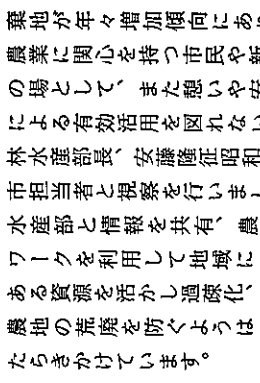 棄地が年々増加傾向にあ
農業に関心を持つ市民や新
の場として、また憩いや安
による有効活用を図れない
林水産部長、安藤隆征昭和
市担当者と視察を行いまし
水産部と情報を共有、農
ワークを利用して地域に
ある資源を活かし過疎化、
農地の荒廃を防ぐようは
たらきかけています。